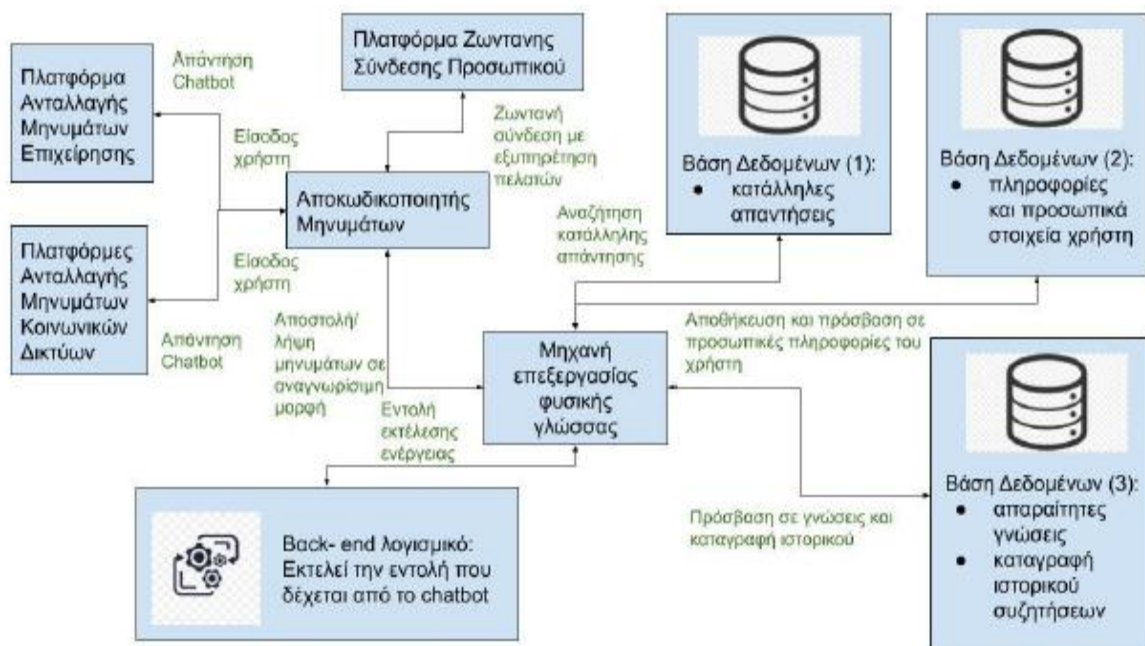 Πλατφόρμα
Ανταλλαγής
Μηνυμάτων
Επιχείρησης
Απάντηση
Chatbot
Πλατφόρμα Ζωντανης
Σύνδεσης Προσωπικού
Είσοδος
χρήστη
Ζωντανή
σύνδεση με
εξυπηρέτηση
πελατών
Αποκωδικοποιητής
Μηνυμάτων
Βάση Δεδομένων (1):
● κατάλληλες
απαντήσεις
Βάση Δεδομένων (2):
● πληροφορίες
και προσωπικά
στοιχεία χρήστη
Πλατφόρμες
Ανταλλαγής
Μηνυμάτων
Κοινωνικών
Δικτύων
Είσοδος
χρήστη
Απάντηση
Chatbot
Αναζήτηση
κατάλληλης
απάντησης
Αποστολή/
λήψη
μηνυμάτων σε
αναγνωρίσιμη
μορφή
Μηχανή
επεξεργασίας
φυσικής
γλώσσας
Αποθήκευση και πρόσβαση σε
προσωπικές πληροφορίες του
χρήστη
Εντολή
εκτέλεσης
ενέργειας
Βάση Δεδομένων (3):
● απαραίτητες
γνώσεις
● καταγραφή
ιστορικού
συζητήσεων
Πρόσβαση σε γνώσεις και
καταγραφή ιστορικού
Back- end λογισμικό:
Εκτελεί την εντολή που
δέχεται από το chatbot